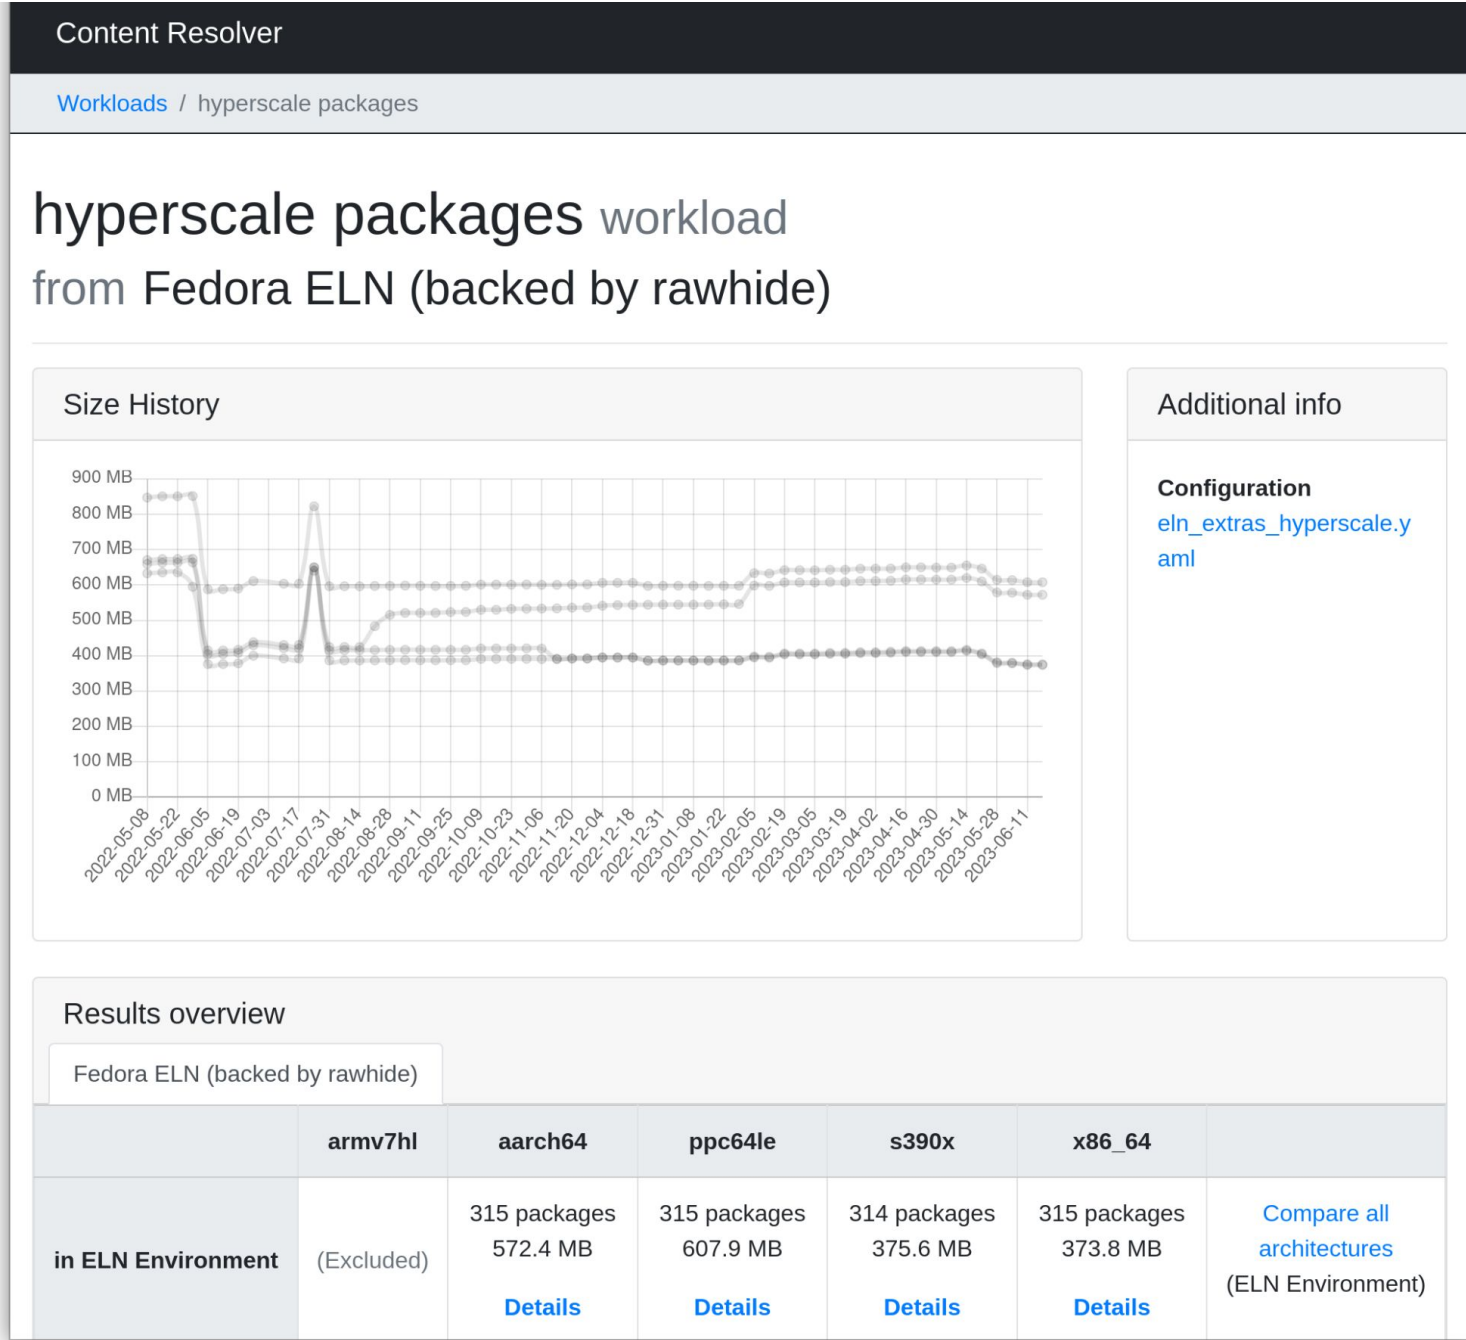 Content Resolver
Workloads / hyperscale packages
hyperscale packages workload
from Fedora ELN (backed by rawhide)
Size History
900 MB
800 MB
700 MB
600 MB
500 MB
400 MB
300 MB
200 MB
100 MB
0 MB
2022-05-08
2022-05-22
2022-06-05
2022-06-19
2022-07-03
2022-07-17
2022-07-31
2022-08-14
2022-08-28
2022-09-11
2022-09-25
2022-10-09
2022-10-23
2022-11-06
2022-11-20
2022-12-04
2022-12-18
2022-12-31
2023-01-08
2023-01-22
2023-02-05
2023-02-19
2023-03-05
2023-03-19
2023-04-02
2023-04-16
2023-04-30
2023-05-14
2023-05-28
2023-06-11
Additional info
Configuration
eln_extras_hyperscale.y
aml
Results overview
Fedora ELN (backed by rawhide)
armv7hl aarch64 ppc64le s390x x86_64
in ELN Environment
(Excluded)
315 packages
572.4 MB
Details
315 packages
607.9 MB
Details
314 packages
375.6 MB
Details
315 packages
373.8 MB
Details
Compare all
architectures
(ELN Environment)